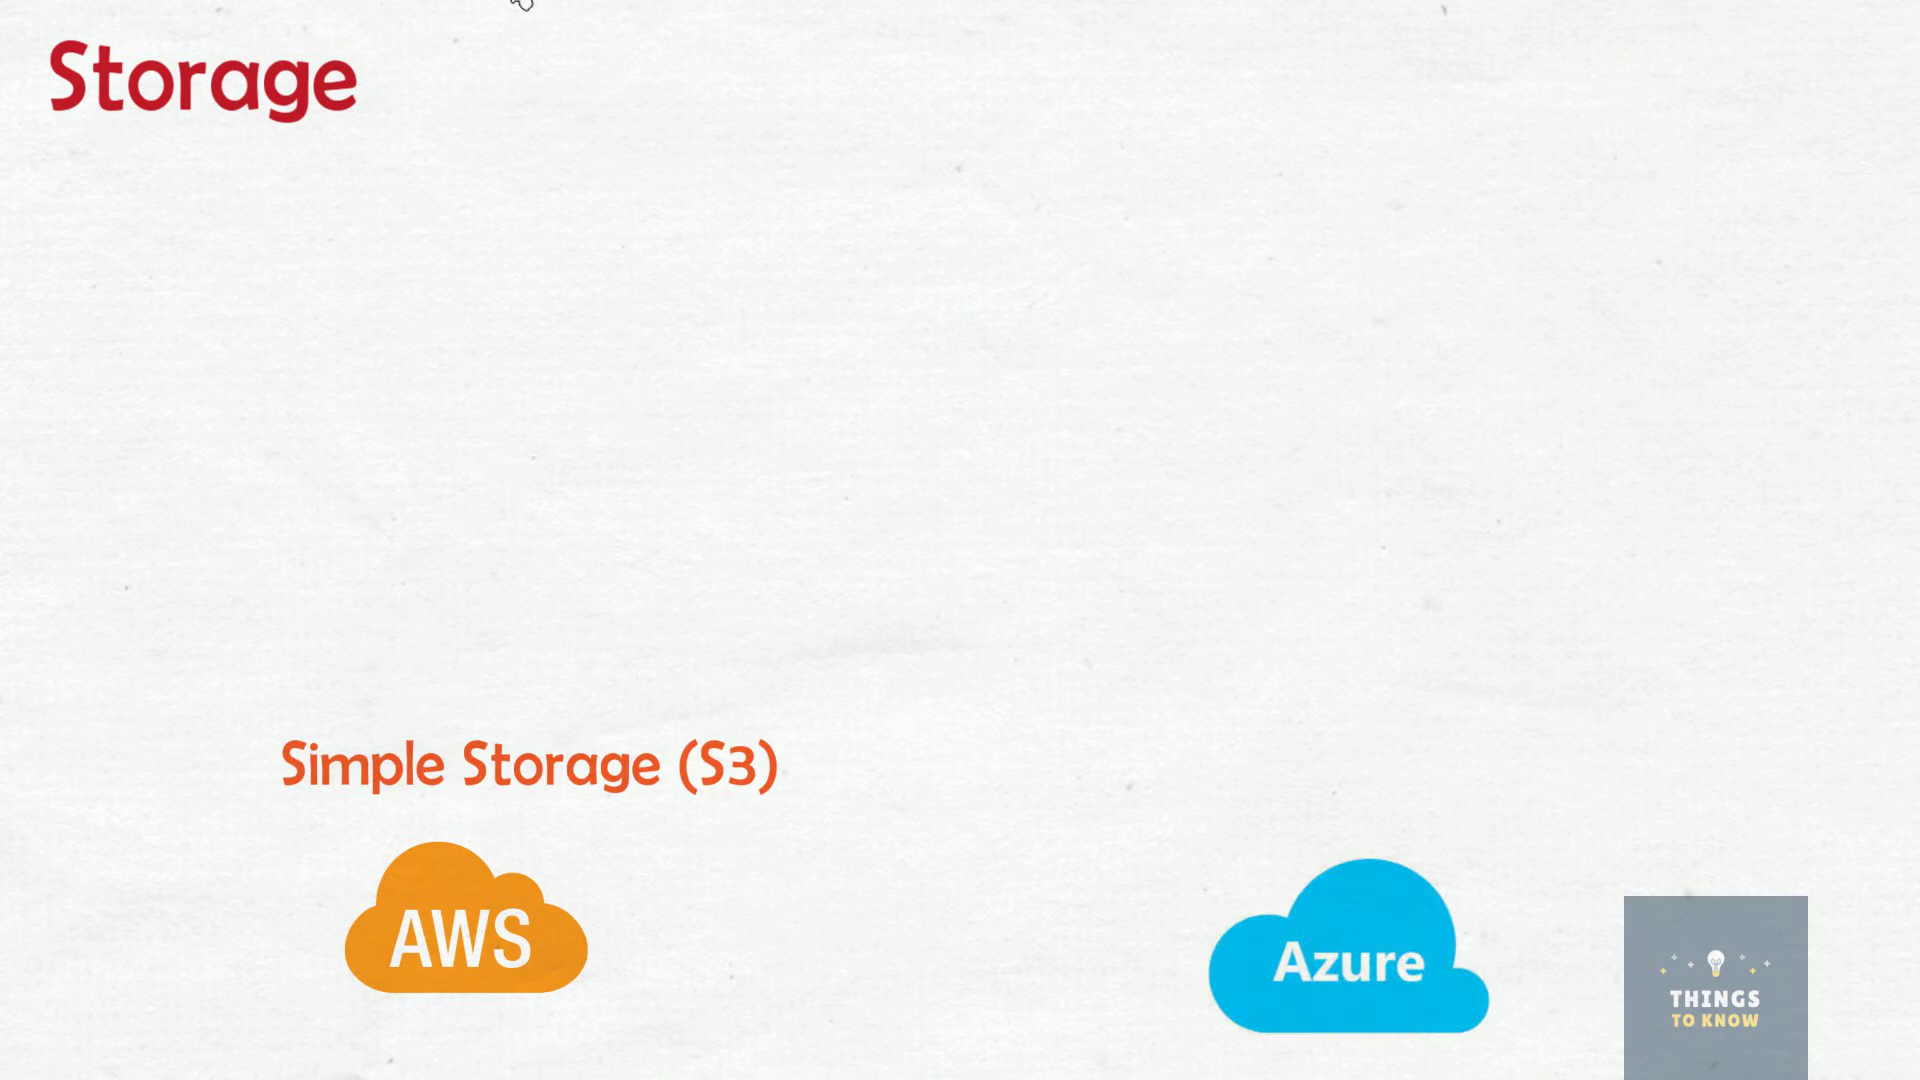 Storage
Simple Storage (S3)
AWS
Azure
THINGS
TO KNOW